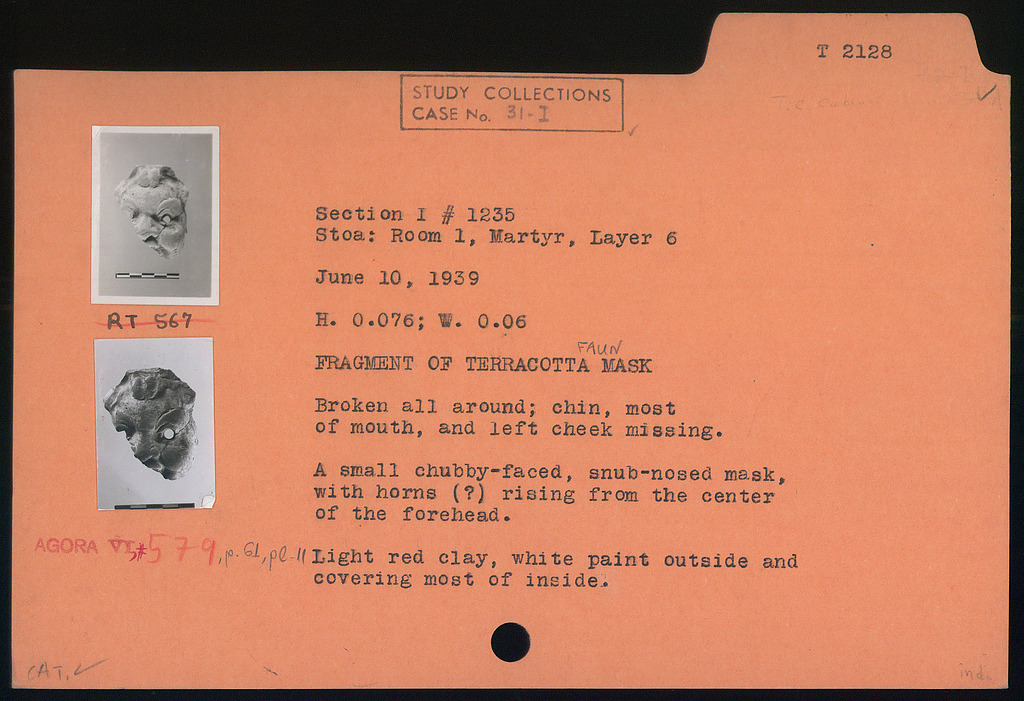 T 2128
STUDY COLLECTIONS
CASE No. 31-I
Section I # 1235
Stoa: Room 1, Martyr, Layer 6
June 10, 1939
H. 0.076; W. 0.06
RT 567
FAUN
FRAGMENT OF TERRACOTTA MASK
Broken all around; chin, most
of mouth, and left cheek missing.
A small chubby-faced, snub-nosed mask,
with horns (?) rising from the center
of the forehead.
AGORA VI, #579, p. 61, pl. 11
Light red clay, white paint outside and
covering most of inside.
CAT. ✓
ind.